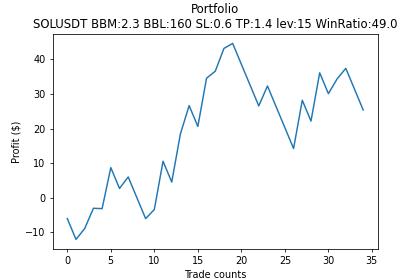 Portfolio
SOLUSDT BBM:2.3 BBL:160 SL:0.6 TP:1.4 lev:15 WinRatio:49.0
Profit ($)
40
30
20
10
0
−10
0 5 10 15 20 25 30 35
Trade counts